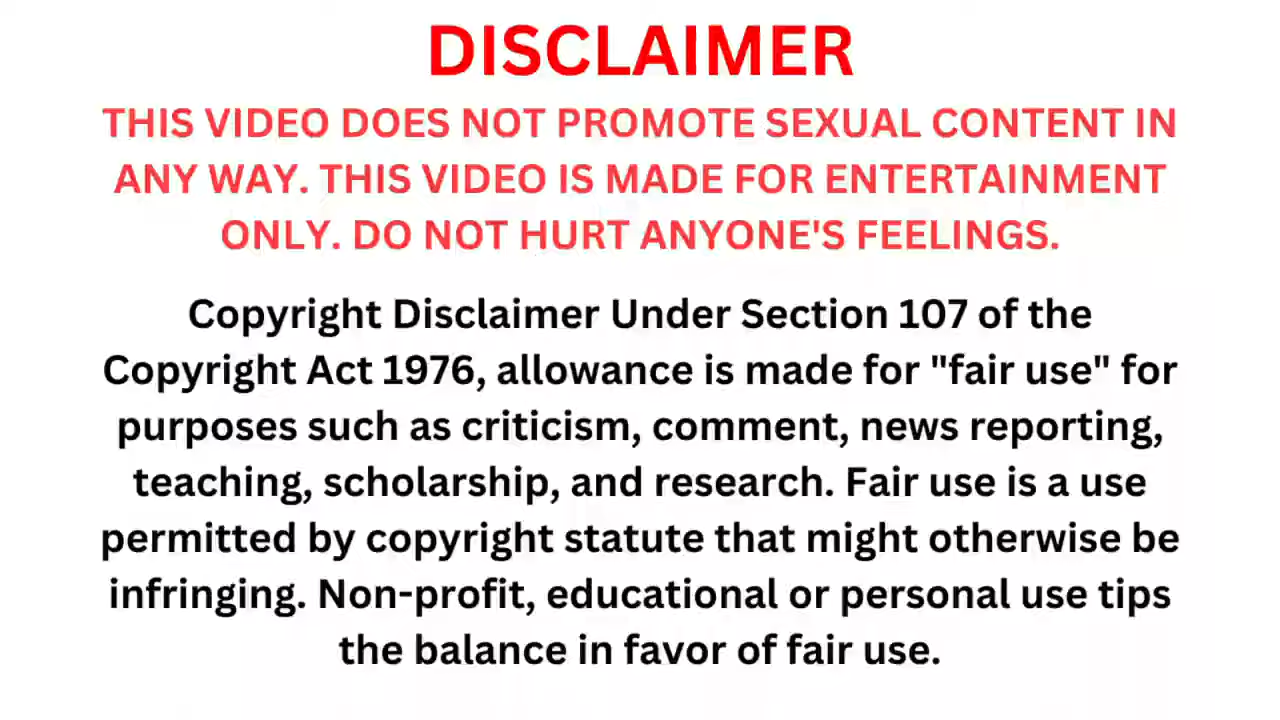 DISCLAIMER
THIS VIDEO DOES NOT PROMOTE SEXUAL CONTENT IN
ANY WAY. THIS VIDEO IS MADE FOR ENTERTAINMENT
ONLY. DO NOT HURT ANYONE'S FEELINGS.
Copyright Disclaimer Under Section 107 of the
Copyright Act 1976, allowance is made for "fair use" for
purposes such as criticism, comment, news reporting,
teaching, scholarship, and research. Fair use is a use
permitted by copyright statute that might otherwise be
infringing. Non-profit, educational or personal use tips
the balance in favor of fair use.